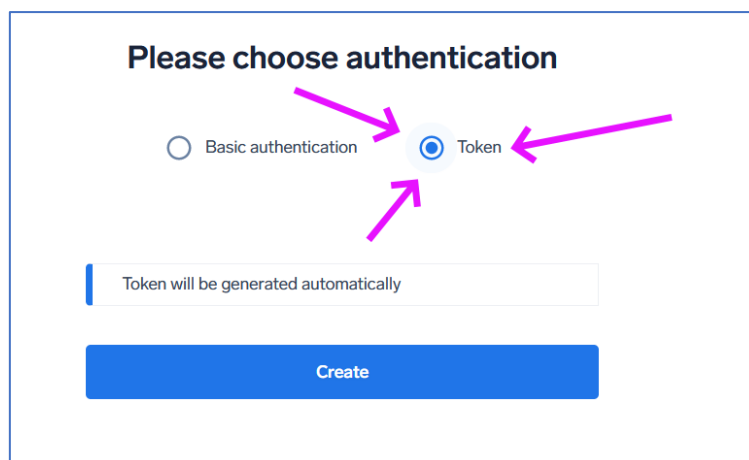 Please choose authentication
Basic authentication Token
Token will be generated automatically
Create